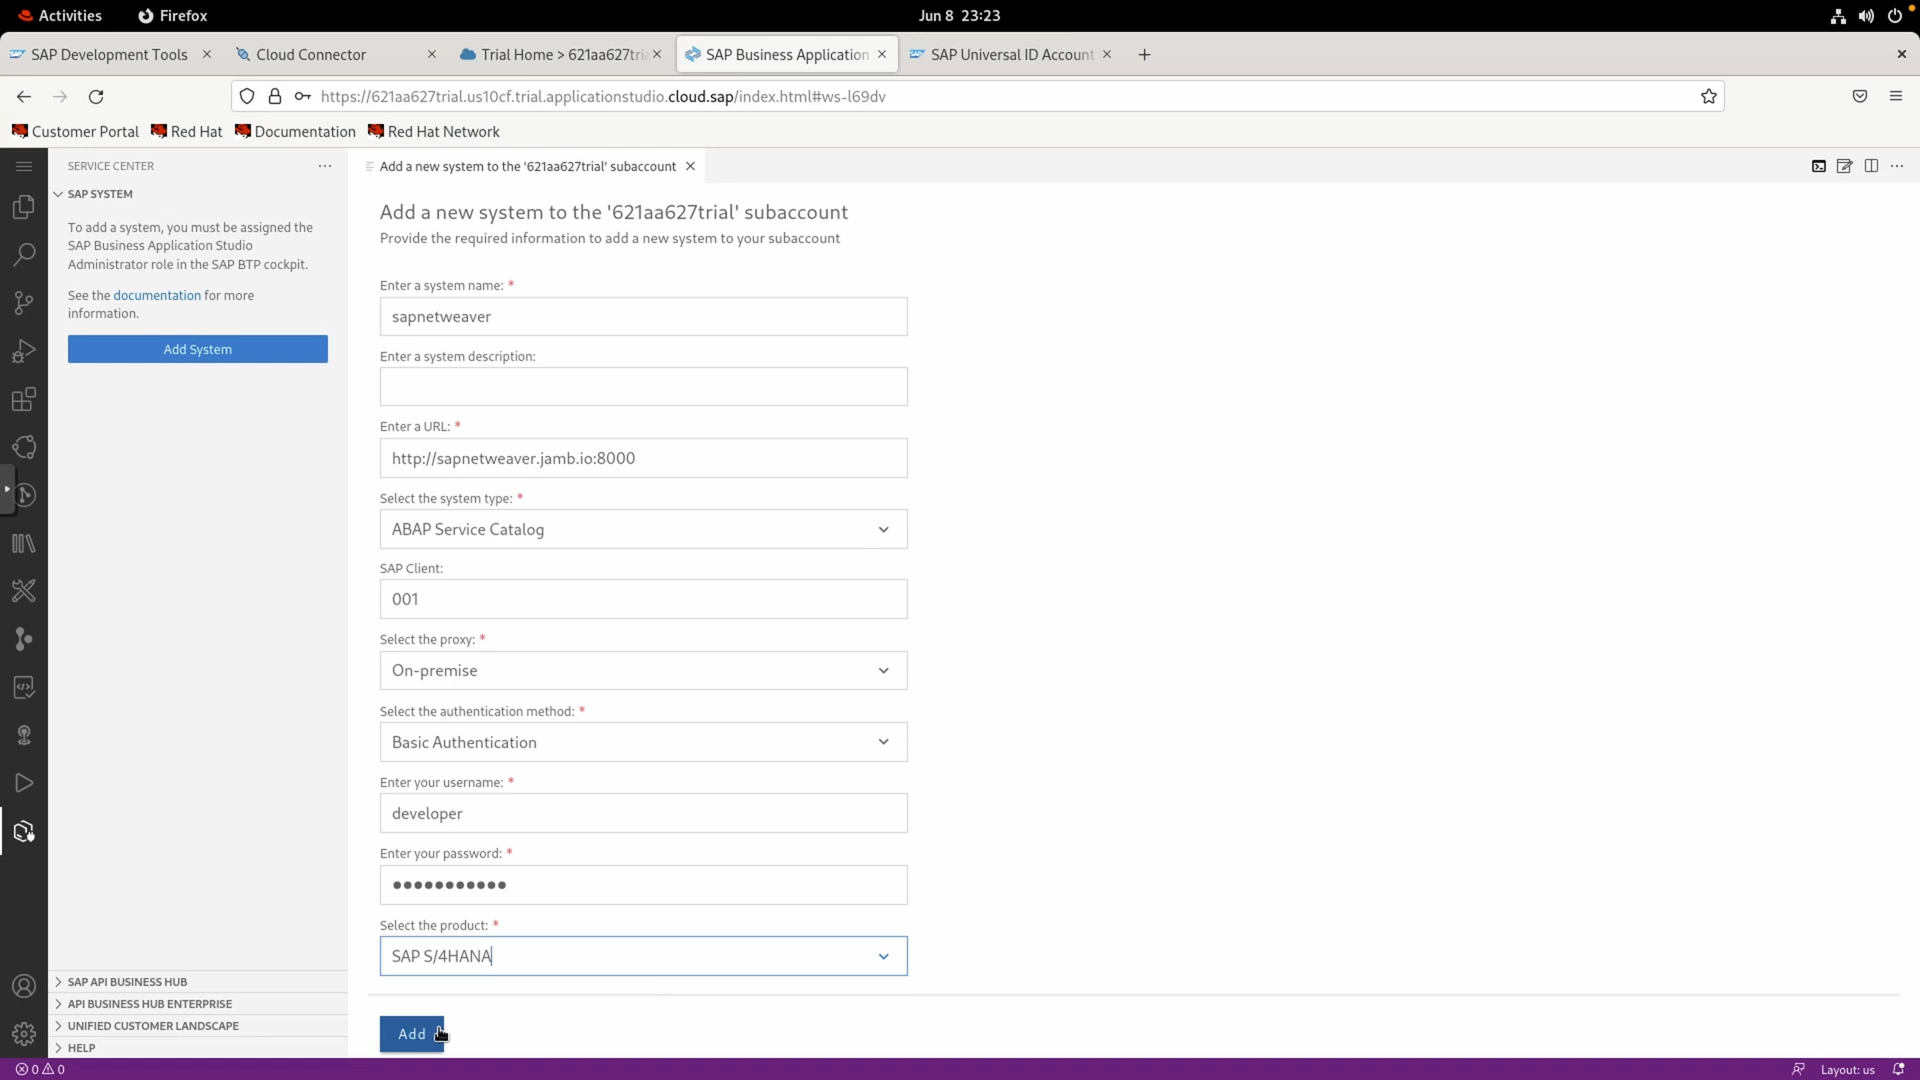 Activities
Firefox
Jun 8 23:23
SAP Development Tools
Cloud Connector
Trial Home > 621aa627tri
SAP Business Application
SAP Universal ID Account
https://621aa627trial.us10cf.trial.applicationstudio.cloud.sap/index.html#ws-l69dv
Customer Portal
Red Hat
Documentation
Red Hat Network
SERVICE CENTER
Add a new system to the '621aa627trial' subaccount
SAP SYSTEM
To add a system, you must be assigned the
SAP Business Application Studio
Administrator role in the SAP BTP cockpit.
See the documentation for more
information.
Add System
SAP API BUSINESS HUB
API BUSINESS HUB ENTERPRISE
UNIFIED CUSTOMER LANDSCAPE
HELP
Add a new system to the '621aa627trial' subaccount
Provide the required information to add a new system to your subaccount
Enter a system name: *
sapnetweaver
Enter a system description:
Enter a URL: *
http://sapnetweaver.jamb.io:8000
Select the system type: *
ABAP Service Catalog
SAP Client:
001
Select the proxy: *
On-premise
Select the authentication method: *
Basic Authentication
Enter your username: *
developer
Enter your password: *
●●●●●●●●●●●
Select the product: *
SAP S/4HANA
Add
0 0
Layout: us